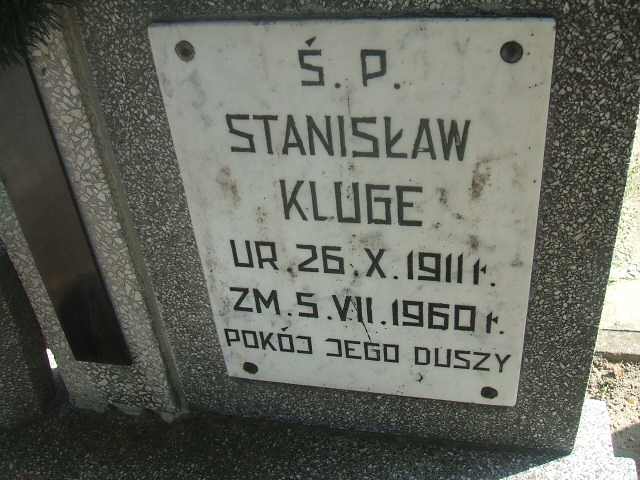 Ś. P.
STANISŁAW
KLUGE
UR. 26. X. 1911 r.
ZM. 5. VII. 1960 r.
POKÓJ JEGO DUSZY